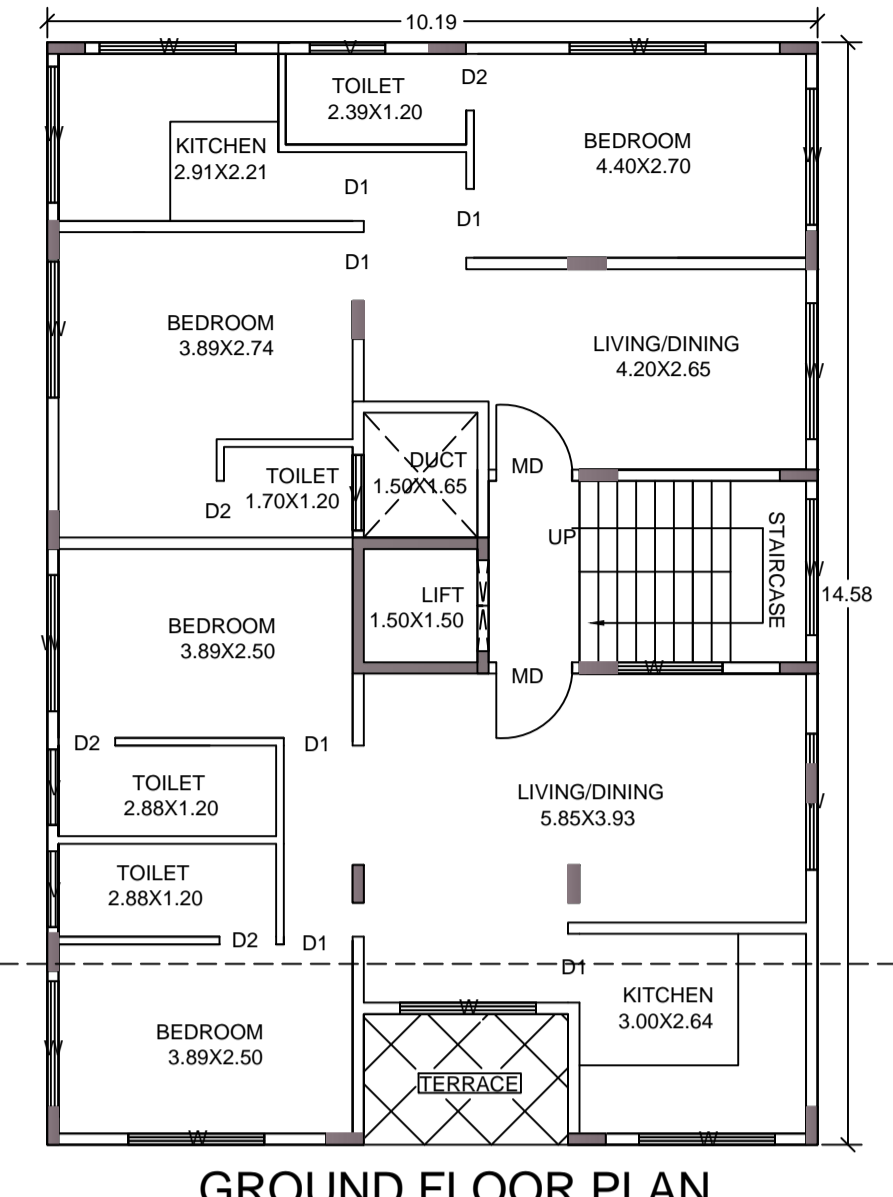 10.19
W
V
W
TOILET
2.39X1.20
D2
W
KITCHEN
2.91X2.21
BEDROOM
4.40X2.70
W
D1
D1
D1
BEDROOM
3.89X2.74
W
LIVING/DINING
4.20X2.65
W
DUCT
1.50X1.65
MD
TOILET
1.70X1.20
V
D2
UP
STAIRCASE
W
14.58
LIFT
1.50X1.50
W
W
BEDROOM
3.89X2.50
W
MD
W
D2
D1
TOILET
2.88X1.20
V
LIVING/DINING
5.85X3.93
W
TOILET
2.88X1.20
V
D2
D1
D1
KITCHEN
3.00X2.64
W
BEDROOM
3.89X2.50
W
TERRACE
W
W
GROUND FLOOR PLAN